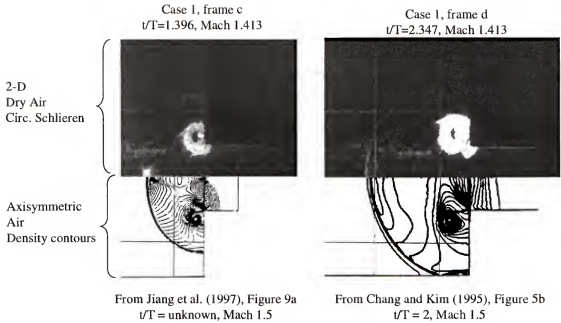 Case 1, frame c
t/T=1.396, Mach 1.413
Case 1, frame d
t/T=2.347, Mach 1.413
2-D
Dry Air
Circ. Schlieren
Axisymmetric
Air
Density contours
From Jiang et al. (1997), Figure 9a
t/T = unknown, Mach 1.5
From Chang and Kim (1995), Figure 5b
t/T = 2, Mach 1.5